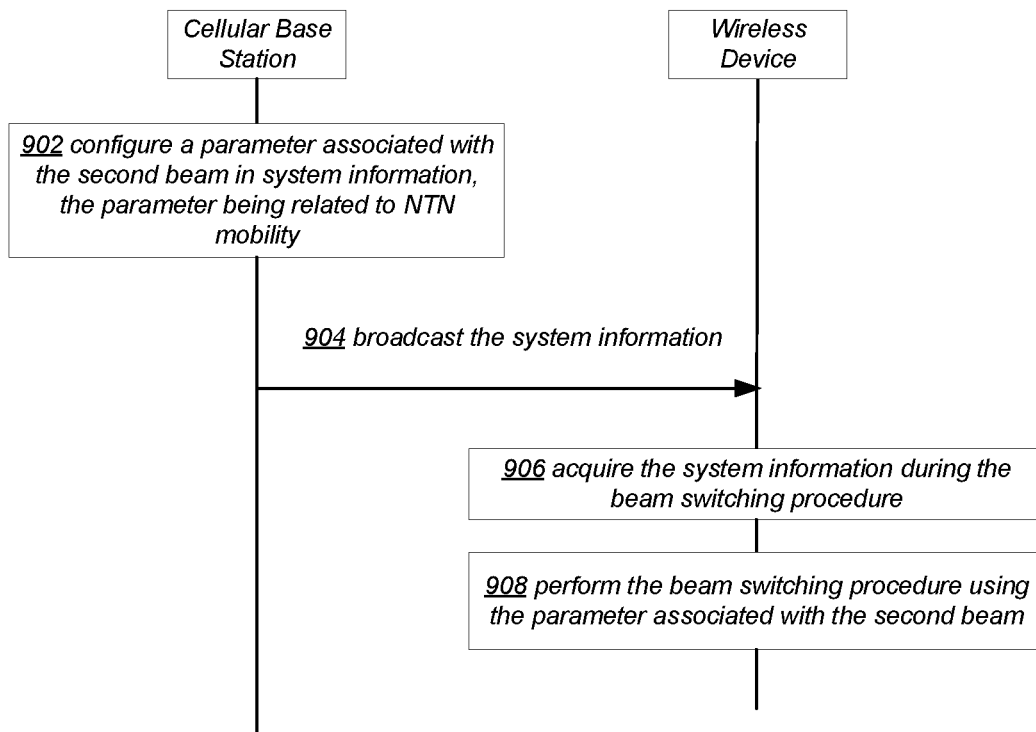 Cellular Base
Station
Wireless
Device
902 configure a parameter associated with
the second beam in system information,
the parameter being related to NTN
mobility
904 broadcast the system information
906 acquire the system information during the
beam switching procedure
908 perform the beam switching procedure using
the parameter associated with the second beam